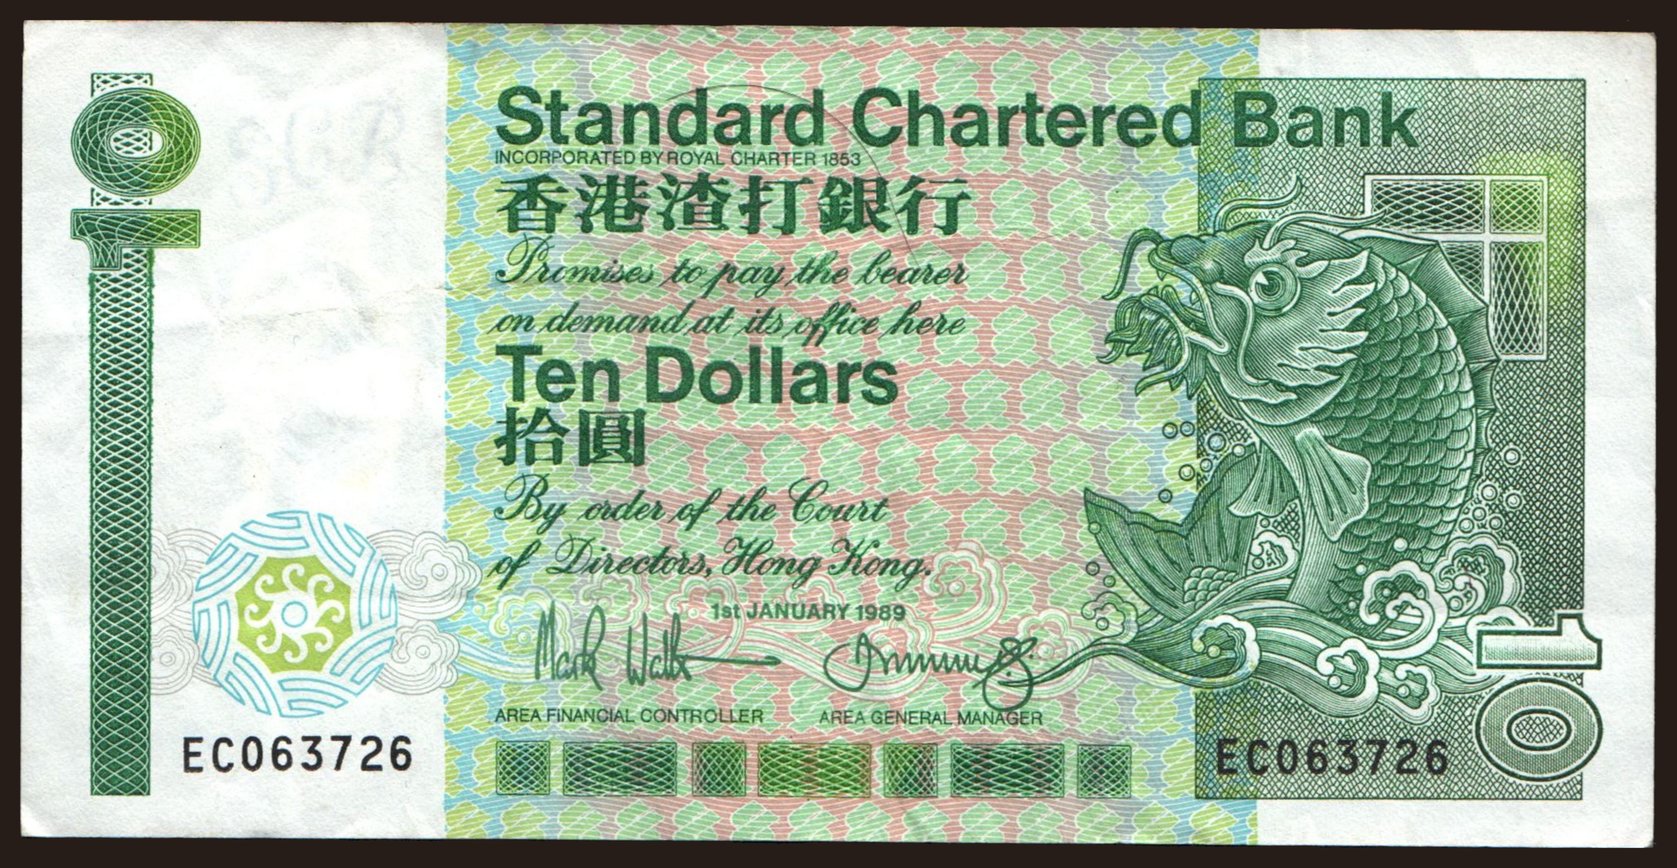 10
Standard Chartered Bank
INCORPORATED BY ROYAL CHARTER 1853
香港渣打銀行
Promises to pay the bearer
on demand at its office here
Ten Dollars
拾圓
By order of the Court
of Directors, Hong Kong.
1st JANUARY 1989
AREA FINANCIAL CONTROLLER AREA GENERAL MANAGER
EC063726 EC063726
10